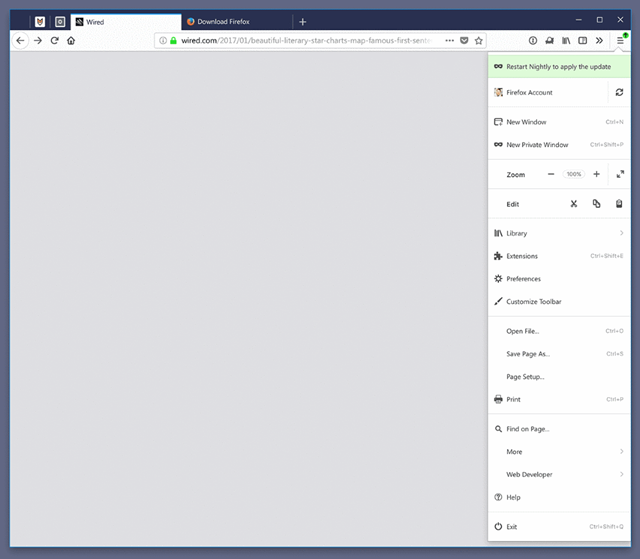 Wired
Download Firefox
wired.com/2017/01/beautiful-literary-star-charts-map-famous-first-sente
Restart Nightly to apply the update
Firefox Account
New Window Ctrl+N
New Private Window Ctrl+Shift+P
Zoom 100%
Edit
Library
Extensions Ctrl+Shift+E
Preferences
Customize Toolbar
Open File... Ctrl+O
Save Page As... Ctrl+S
Page Setup...
Print Ctrl+P
Find on Page...
More
Web Developer
Help
Exit Ctrl+Shift+Q